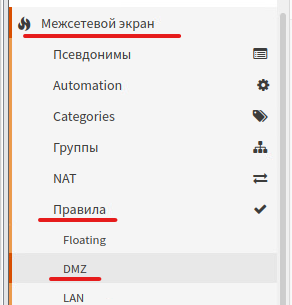 Межсетевой экран
Псевдонимы
Automation
Categories
Группы
NAT
Правила
Floating
DMZ
LAN